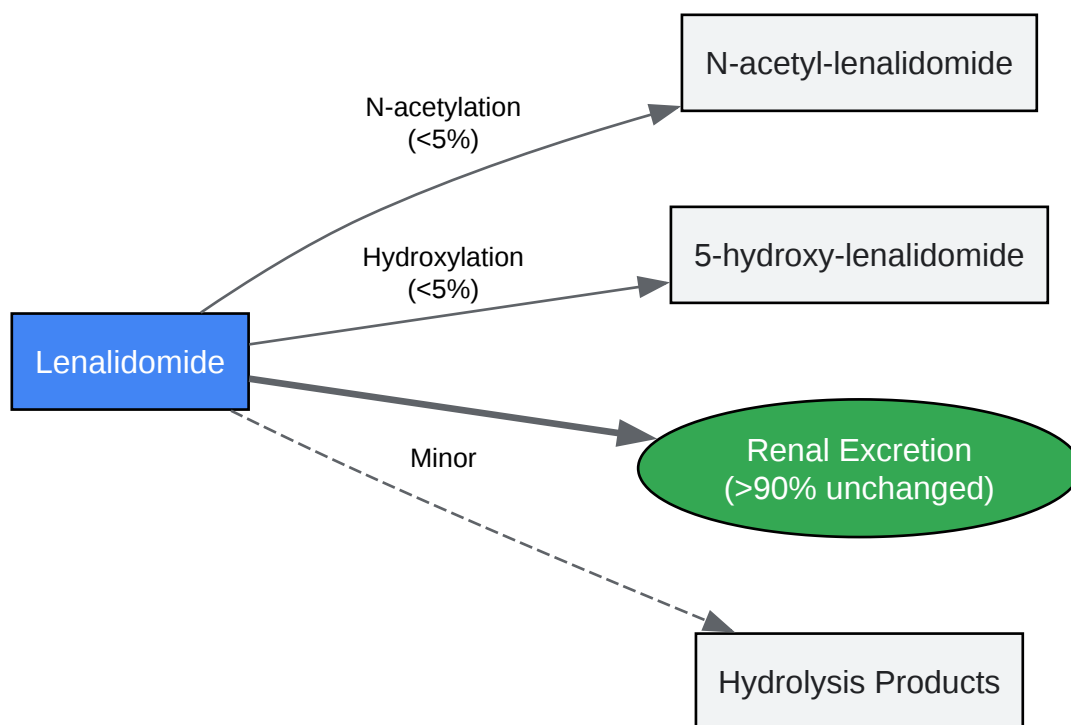 N-acetyl-lenalidomide
N-acetylation
(<5%)
5-hydroxy-lenalidomide
Hydroxylation
(<5%)
Lenalidomide
Renal Excretion
(>90% unchanged)
Minor
Hydrolysis Products